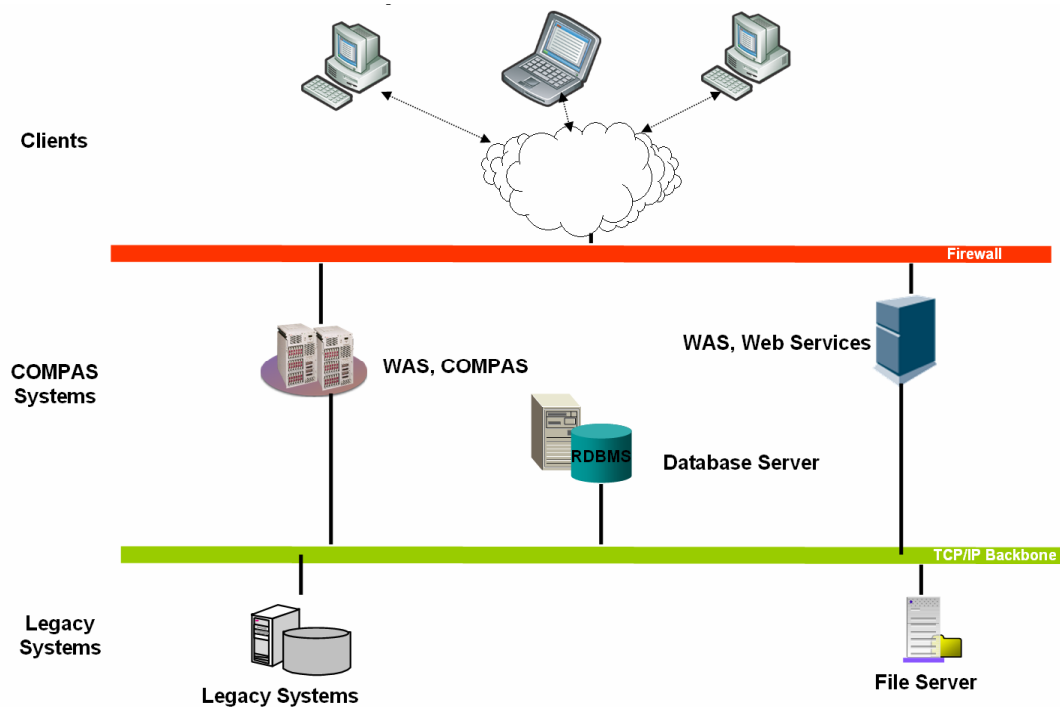 Clients
Firewall
COMPAS
Systems
WAS, COMPAS
WAS, Web Services
RDBMS
Database Server
TCP/IP Backbone
Legacy
Systems
Legacy Systems
File Server